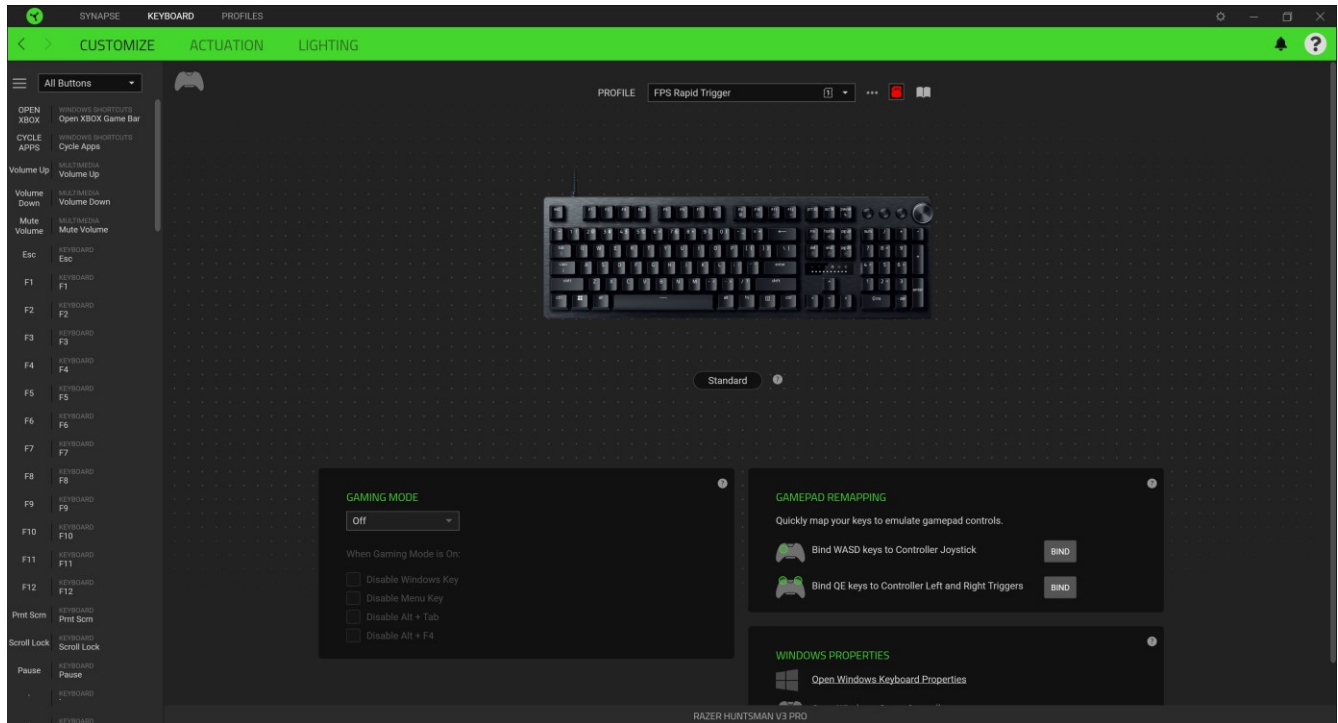 SYNAPSE KEYBOARD PROFILES
CUSTOMIZE ACTUATION LIGHTING
All Buttons
PROFILE FPS Rapid Trigger 1
OPEN XBOX
WINDOWS SHORTCUTS
Open XBOX Game Bar
CYCLE APPS
WINDOWS SHORTCUTS
Cycle Apps
Volume Up
MULTIMEDIA
Volume Up
Volume Down
MULTIMEDIA
Volume Down
Mute Volume
MULTIMEDIA
Mute Volume
Esc
KEYBOARD
Esc
F1
KEYBOARD
F1
F2
KEYBOARD
F2
F3
KEYBOARD
F3
F4
KEYBOARD
F4
F5
KEYBOARD
F5
F6
KEYBOARD
F6
F7
KEYBOARD
F7
F8
KEYBOARD
F8
F9
KEYBOARD
F9
F10
KEYBOARD
F10
F11
KEYBOARD
F11
F12
KEYBOARD
F12
Prnt Scrn
KEYBOARD
Prnt Scrn
Scroll Lock
KEYBOARD
Scroll Lock
Pause
KEYBOARD
Pause
KEYBOARD
KEYBOARD
Standard
GAMING MODE
Off
When Gaming Mode is On:
Disable Windows Key
Disable Menu Key
Disable Alt + Tab
Disable Alt + F4
GAMEPAD REMAPPING
Quickly map your keys to emulate gamepad controls.
Bind WASD keys to Controller Joystick BIND
Bind QE keys to Controller Left and Right Triggers BIND
WINDOWS PROPERTIES
Open Windows Keyboard Properties
RAZER HUNTSMAN V3 PRO